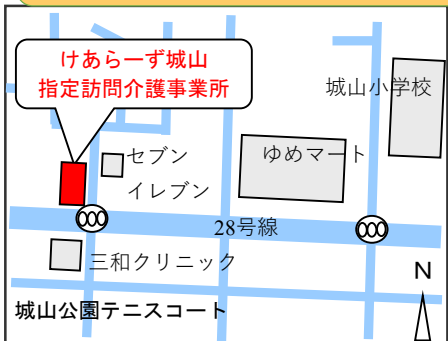 けあらーず城山
指定訪問介護事業所
城山小学校
セブン
イレブン
ゆめマート
28号線
三和クリニック
N
城山公園テニスコート